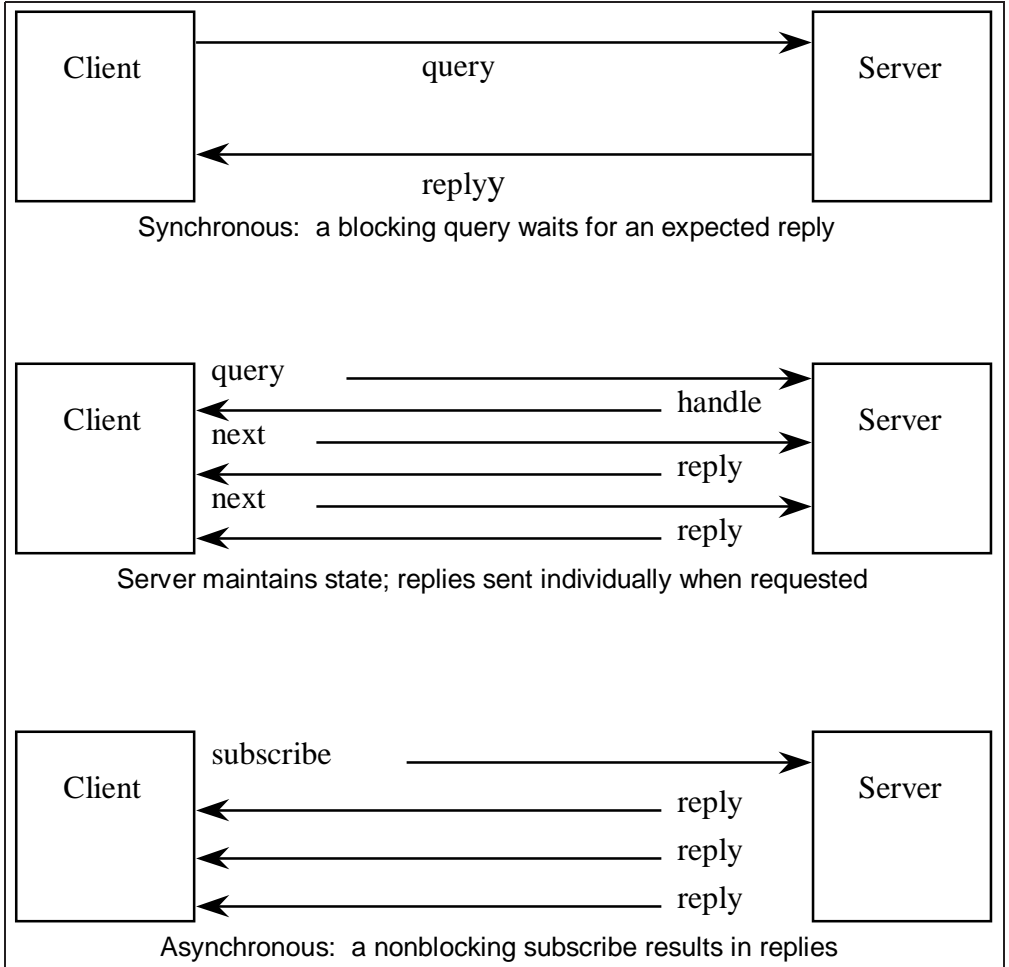 Client query Server
replyy
Synchronous: a blocking query waits for an expected reply
query
handle
Client Server
next
reply
next
reply
Server maintains state; replies sent individually when requested
subscribe
Client reply Server
reply
reply
Asynchronous: a nonblocking subscribe results in replies